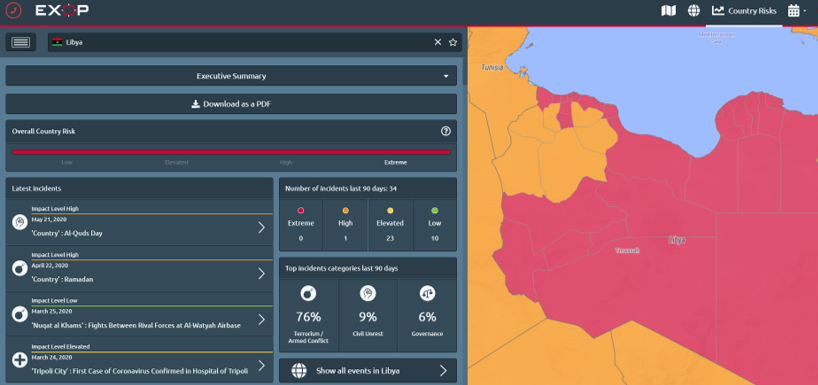 EXOP
Country Risks
Libya
Executive Summary
Download as a PDF
Overall Country Risk
Low Elevated High Extreme
Latest incidents
Impact Level High
May 21, 2020
'Country' : Al-Quds Day
Impact Level High
April 22, 2020
'Country' : Ramadan
Impact Level Low
March 25, 2020
'Nuqat al Khams' : Fights Between Rival Forces at Al-Watyah Airbase
Impact Level Elevated
March 24, 2020
'Tripoli City' : First Case of Coronavirus Confirmed in Hospital of Tripoli
Number of incidents last 90 days: 34
Extreme High Elevated Low
0 1 23 10
Top incidents categories last 90 days
76% 9% 6%
Terrorism / Civil Unrest Governance
Armed Conflict
Show all events in Libya
Mediterranean
Sea
Tunisia
Libya